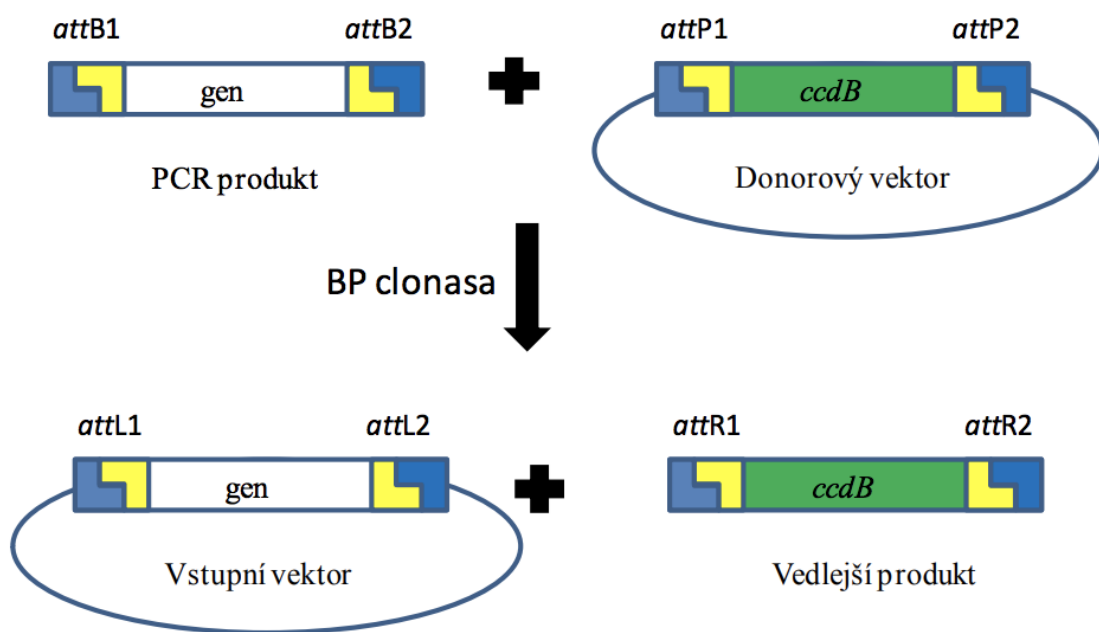 attB1 attB2 attP1 attP2
gen ccdB
PCR produkt Donorový vektor
BP clonasa
attL1 attL2 attR1 attR2
gen ccdB
Vstupní vektor Vedlejší produkt